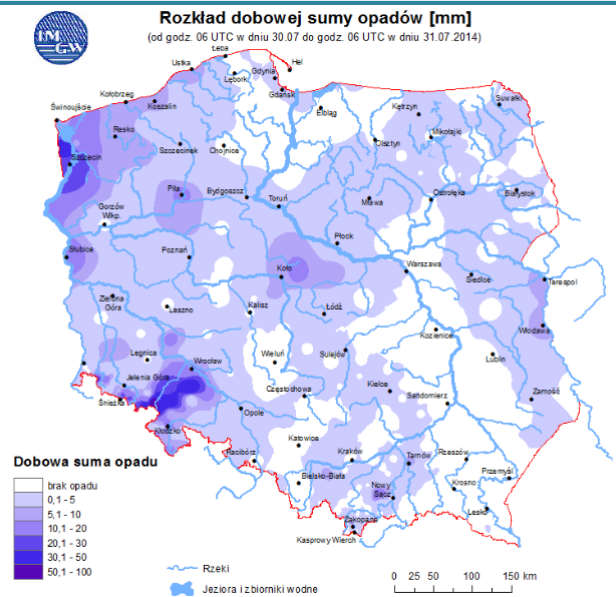 IM
GW
Rozkład dobowej sumy opadów [mm]
(od godz. 06 UTC w dniu 30.07 do godz. 06 UTC w dniu 31.07.2014)
Łeba
Ustka
Hel
Gdynia
Lębork
Gdańsk
Kołobrzeg
Koszalin
Świnoujście
Elbląg
Kętrzyn
Suwałki
Resko
Mikołajki
Olsztyn
Szczecinek
Chojnice
Szczecin
Piła
Bydgoszcz
Toruń
Mława
Ostrołęka
Białystok
Gorzów
Wlkp.
Płock
Słubice
Poznań
Koło
Warszawa
Siedlce
Terespol
Zielona
Góra
Leszno
Kalisz
Łódź
Kozienice
Włodawa
Legnica
Wrocław
Wieluń
Sulejów
Lublin
Jelenia Góra
Śnieżka
Częstochowa
Kielce
Sandomierz
Zamość
Opole
Kłodzko
Katowice
Racibórz
Kraków
Tarnów
Rzeszów
Bielsko-Biała
Nowy
Sącz
Krosno
Przemyśl
Lesko
Zakopane
Kasprowy Wierch
Dobowa suma opadu
brak opadu
0,1 - 5
5,1 - 10
10,1 - 20
20,1 - 30
30,1 - 50
50,1 - 100
Rzeki
Jeziora i zbiorniki wodne
0 25 50 100 150 km